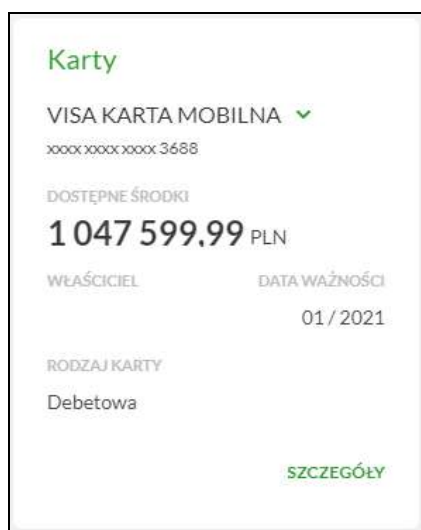 Karty
VISA KARTA MOBILNA
xxxx xxxx xxxx 3688
DOSTĘPNE ŚRODKI
1 047 599,99 PLN
WŁAŚCICIEL DATA WAŻNOŚCI
01 / 2021
RODZAJ KARTY
Debetowa
SZCZEGÓŁY